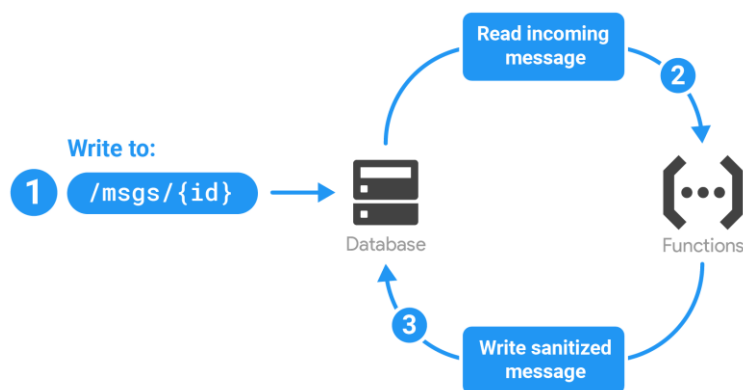 Read incoming
message
2
Write to:
1
/msgs/{id}
Database
Functions
3
Write sanitized
message